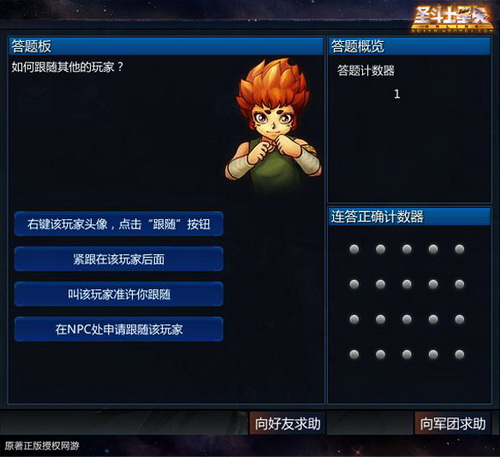 圣斗士星矢
ONLINE
答题板
答题概览
如何跟随其他的玩家？
答题计数器
1
连答正确计数器
右键该玩家头像，点击“跟随”按钮
紧跟在该玩家后面
叫该玩家准许你跟随
在NPC处申请跟随该玩家
向好友求助
向军团求助
原著正版授权网游